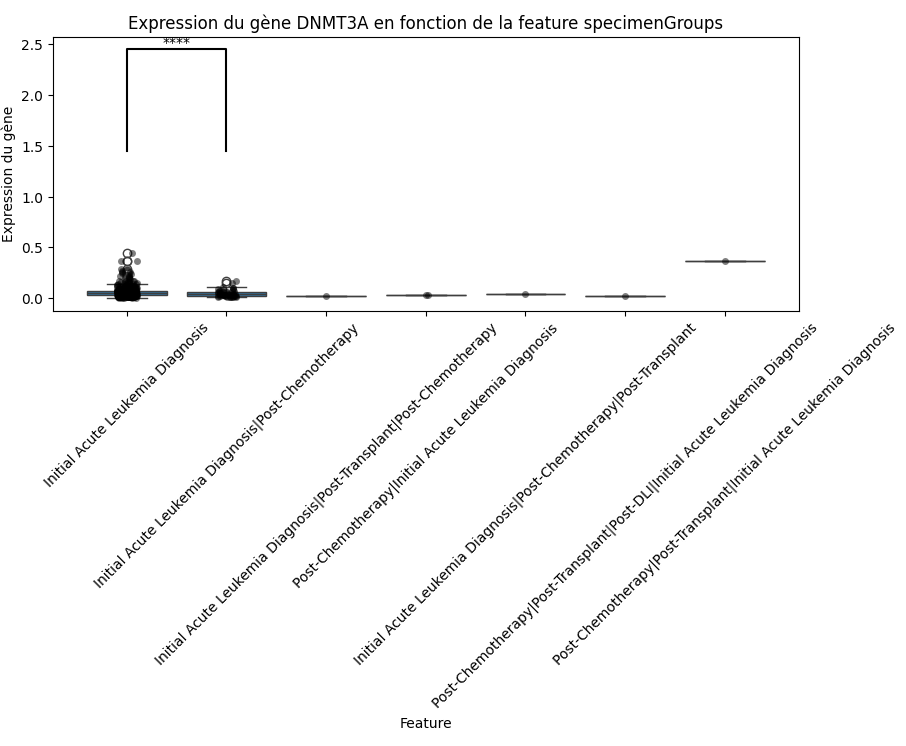 Expression du gène DNMT3A en fonction de la feature specimenGroups
****
Expression du gène
2.5
2.0
1.5
1.0
0.5
0.0
Initial Acute Leukemia Diagnosis
Initial Acute Leukemia Diagnosis|Post-Chemotherapy
Initial Acute Leukemia Diagnosis|Post-Transplant|Post-Chemotherapy
Post-Chemotherapy|Initial Acute Leukemia Diagnosis
Initial Acute Leukemia Diagnosis|Post-Chemotherapy|Post-Transplant
Post-Chemotherapy|Post-Transplant|Post-DLI|Initial Acute Leukemia Diagnosis
Post-Chemotherapy|Post-Transplant|Initial Acute Leukemia Diagnosis
Feature